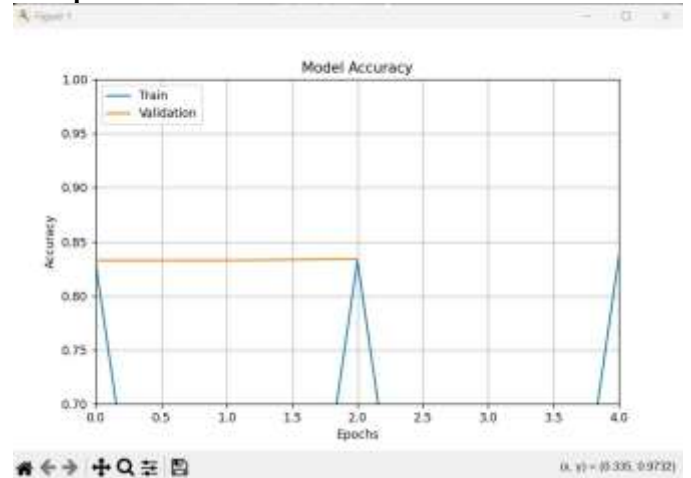 Figure 1
Model Accuracy
1.00
Train
Validation
0.95
0.90
0.85
0.80
0.75
0.70
Accuracy
0.0 0.5 1.0 1.5 2.0 2.5 3.0 3.5 4.0
Epochs
(x, y) = (0.335, 0.9732)